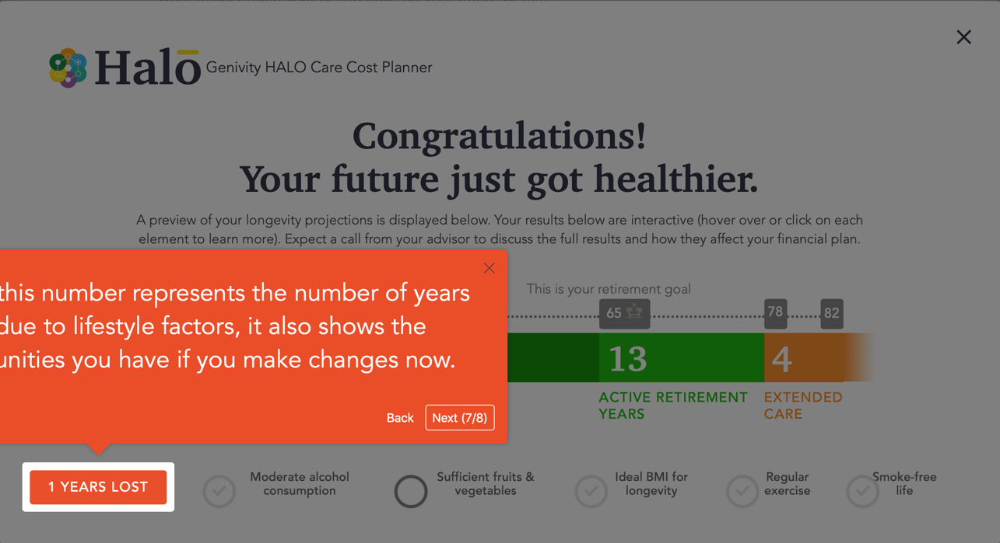 Halō Genivity HALO Care Cost Planner
Congratulations!
Your future just got healthier.
A preview of your longevity projections is displayed below. Your results below are interactive (hover over or click on each
element to learn more). Expect a call from your advisor to discuss the full results and how they affect your financial plan.
this number represents the number of years
due to lifestyle factors, it also shows the
unities you have if you make changes now.
Back Next (7/8)
This is your retirement goal
65 78 82
13 4
ACTIVE RETIREMENT
YEARS
EXTENDED
CARE
1 YEARS LOST
Moderate alcohol
consumption
Sufficient fruits &
vegetables
Ideal BMI for
longevity
Regular
exercise
Smoke-free
life